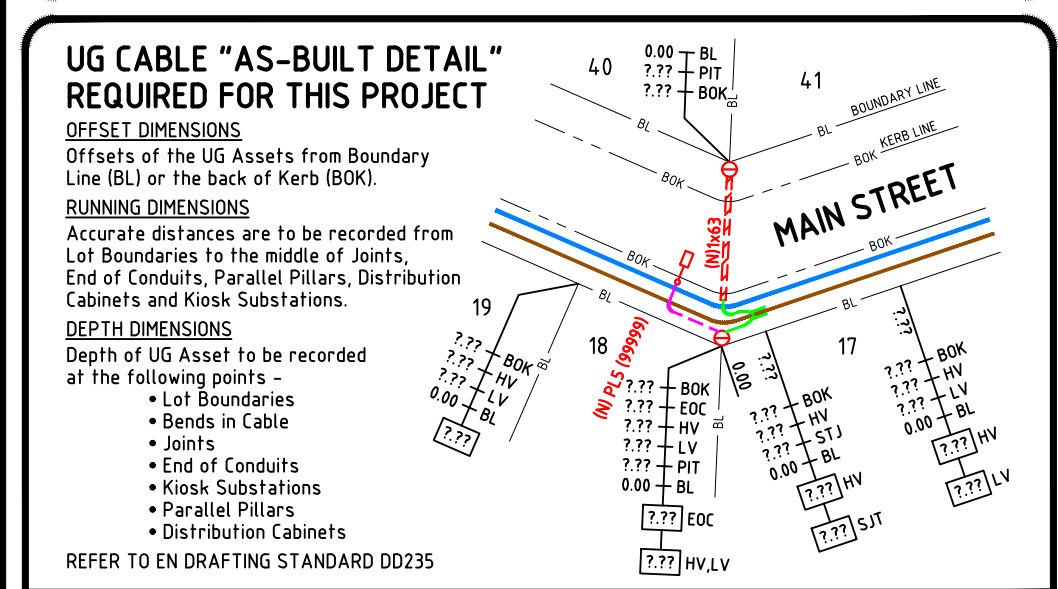 UG CABLE "AS-BUILT DETAIL"
REQUIRED FOR THIS PROJECT
OFFSET DIMENSIONS
Offsets of the UG Assets from Boundary
Line (BL) or the back of Kerb (BOK).
RUNNING DIMENSIONS
Accurate distances are to be recorded from
Lot Boundaries to the middle of Joints,
End of Conduits, Parallel Pillars, Distribution
Cabinets and Kiosk Substations.
DEPTH DIMENSIONS
Depth of UG Asset to be recorded
at the following points -
• Lot Boundaries
• Bends in Cable
• Joints
• End of Conduits
• Kiosk Substations
• Parallel Pillars
• Distribution Cabinets
REFER TO EN DRAFTING STANDARD DD235
40
0.00 BL
?.?? PIT
?.?? BOK
BL
41
BL
BL BOUNDARY LINE
BOK
BOK KERB LINE
MAIN STREET
(N)1x63
BOK
BOK
BL
BL
19
18
17
(N) PL5 (99999)
?.?? BOK
?.?? HV
?.?? LV
0.00 BL
?.??
BL
?.?? BOK
?.?? EOC
?.?? HV
?.?? LV
?.?? PIT
0.00 BL
?.?? EOC
?.?? HV,LV
BL
0.00
?.??
?.?? BOK
?.?? HV
?.?? STJ
0.00 BL
?.?? HV
?.?? SJT
?.??
?.?? BOK
?.?? HV
?.?? LV
0.00 BL
?.?? HV
?.?? LV